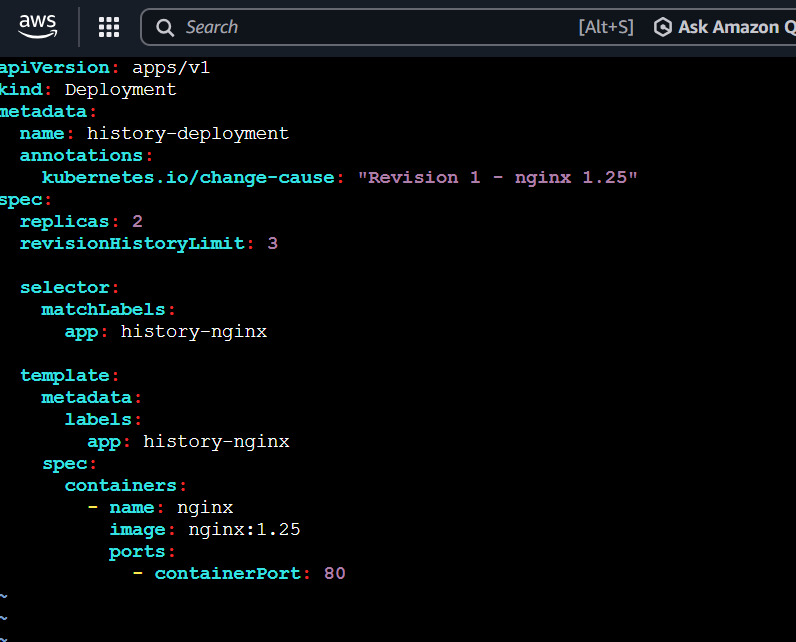 aws
Search [Alt+S] Ask Amazon Q
apiVersion: apps/v1
kind: Deployment
metadata:
  name: history-deployment
  annotations:
    kubernetes.io/change-cause: "Revision 1 - nginx 1.25"
spec:
  replicas: 2
  revisionHistoryLimit: 3

  selector:
    matchLabels:
      app: history-nginx

  template:
    metadata:
      labels:
        app: history-nginx
    spec:
      containers:
        - name: nginx
          image: nginx:1.25
          ports:
            - containerPort: 80
~
~
~